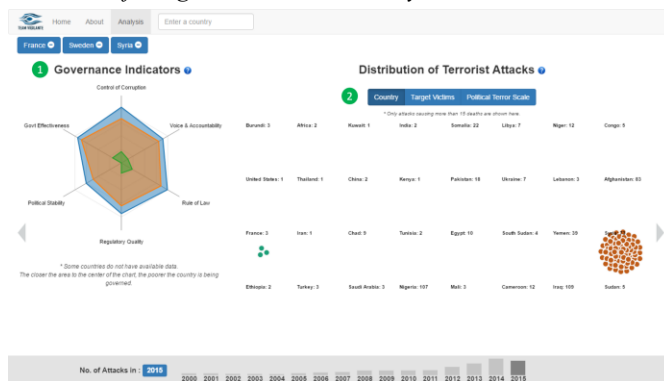 TEAM VIGILANTE Home About Analysis Enter a country
France Sweden Syria
1 Governance Indicators ? Distribution of Terrorist Attacks ?
Control of Corruption
2 Country Target Victims Political Terror Scale
* Only attacks causing more than 15 deaths are shown here.
Govt Effectiveness Voice & Accountability
Burundi: 3 Africa: 2 Kuwait: 1 India: 2 Somalia: 22 Libya: 7 Niger: 12 Congo: 5
United States: 1 Thailand: 1 China: 2 Kenya: 1 Pakistan: 18 Ukraine: 7 Lebanon: 3 Afghanistan: 93
Political Stability Rule of Law
France: 3 Iran: 1 Chad: 9 Tunisia: 2 Egypt: 10 South Sudan: 4 Yemen: 39
Regulatory Quality
* Some countries do not have available data.
The closer the area to the center of the chart, the poorer the country is being
governed.
Ethiopia: 2 Turkey: 3 Saudi Arabia: 3 Nigeria: 107 Mali: 3 Cameroon: 12 Iraq: 109 Sudan: 5
No. of Attacks in : 2015
2000 2001 2002 2003 2004 2005 2006 2007 2008 2009 2010 2011 2012 2013 2014 2015